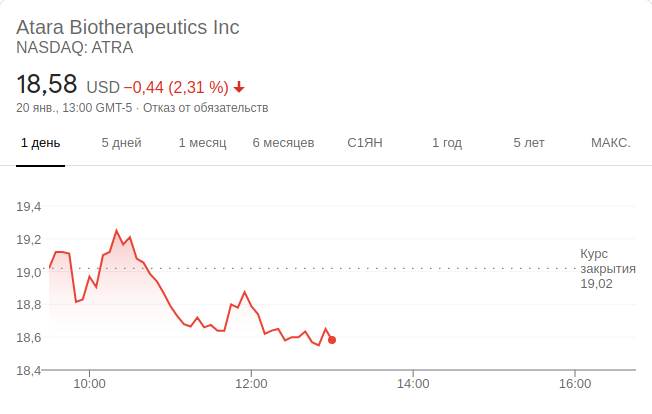 Atara Biotherapeutics Inc
NASDAQ: ATRA
18,58 USD −0,44 (2,31 %)
20 янв., 13:00 GMT-5 · Отказ от обязательств
1 день 5 дней 1 месяц 6 месяцев С1ЯН 1 год 5 лет МАКС.
19,4
19,2
19,0
18,8
18,6
18,4
Курс
закрытия
19,02
10:00 12:00 14:00 16:00